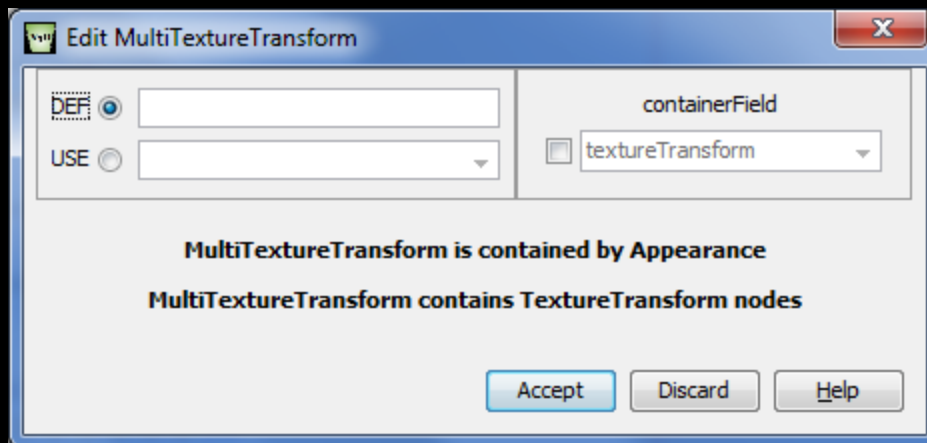 Edit MultiTextureTransform
DEF
containerField
USE
textureTransform
MultiTextureTransform is contained by Appearance
MultiTextureTransform contains TextureTransform nodes
Accept Discard Help